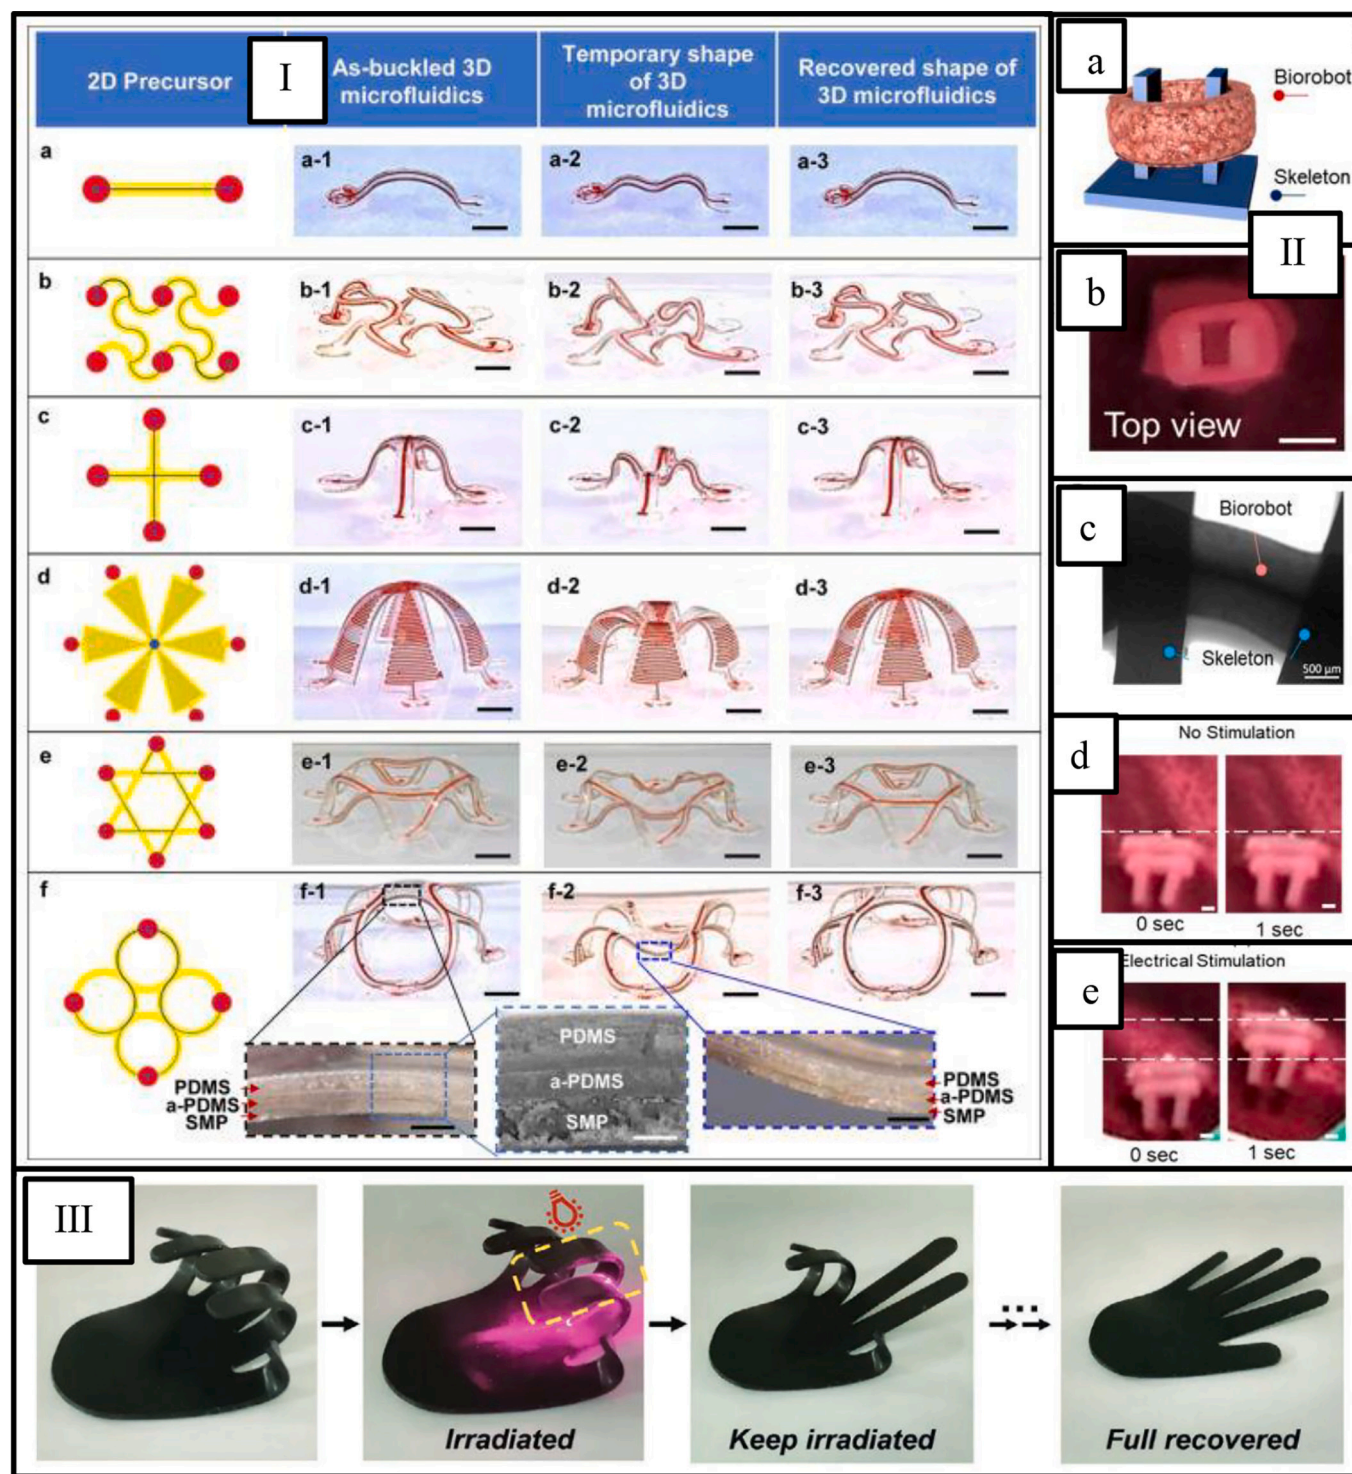 2D Precursor
I
As-buckled 3D
microfluidics
Temporary shape
of 3D
microfluidics
Recovered shape of
3D microfluidics
a
a-1
a-2
a-3
b
b-1
b-2
b-3
c
c-1
c-2
c-3
d
d-1
d-2
d-3
e
e-1
e-2
e-3
f
f-1
f-2
f-3
PDMS
a-PDMS
SMP
PDMS
a-PDMS
SMP
PDMS
a-PDMS
SMP
II
a
Biorobot
Skeleton
b
Top view
c
Biorobot
Skeleton
500 µm
d
No Stimulation
0 sec
1 sec
e
Electrical Stimulation
0 sec
1 sec
III
Irradiated
Keep irradiated
Full recovered